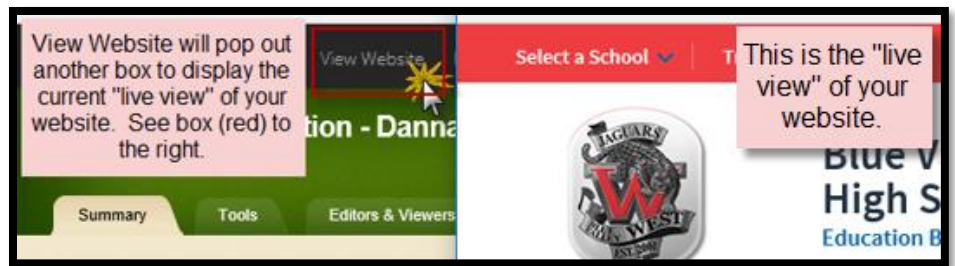 View Website will pop out
another box to display the
current "live view" of your
website. See box (red) to
the right.
View Website
tion - Danna
Summary
Tools
Editors & Viewers
Select a School
This is the "live
view" of your
website.
JAGUARS
W
WEST
Blue V
High S
Education B